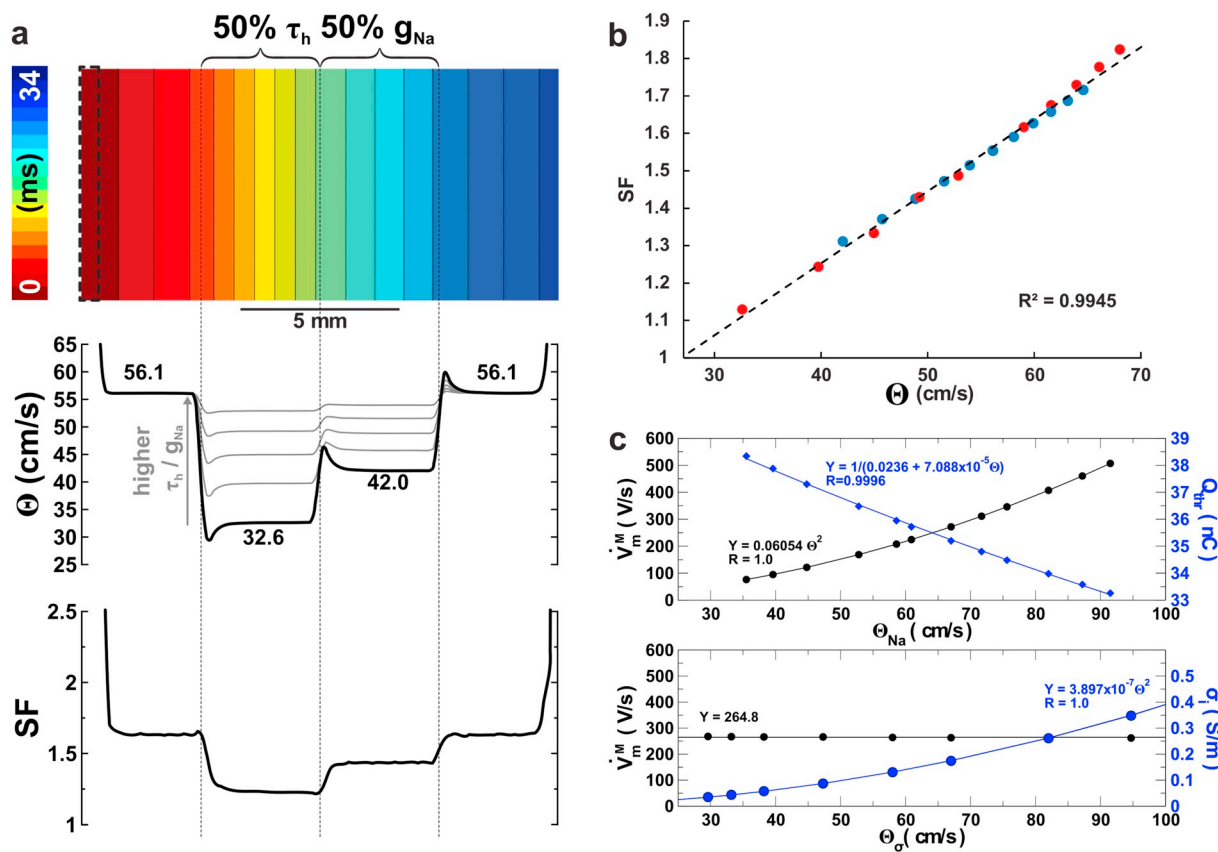 a
50% τh 50% gNa
34
(ms)
0
5 mm
65
60
55
50
45
40
35
30
25
Θ (cm/s)
56.1
56.1
higher
τh / gNa
32.6
42.0
2.5
2
1.5
1
SF
b
1.9
1.8
1.7
1.6
1.5
1.4
1.3
1.2
1.1
1
SF
R² = 0.9945
30 40 50 60 70
Θ (cm/s)
c
600
500
400
300
200
100
0
V̇mᴹ ( V/s)
Y = 1/(0.0236 + 7.088x10⁻⁵Θ)
R=0.9996
Y = 0.06054 Θ²
R = 1.0
39
38
37
36
35
34
33
Qthr ( nC)
30 40 50 60 70 80 90 100
ΘNa ( cm/s)
600
500
400
300
200
100
0
V̇mᴹ (V/s)
Y = 264.8
Y = 3.897x10⁻⁷Θ²
R = 1.0
0.5
0.4
0.3
0.2
0.1
0
σi ( S/m)
30 40 50 60 70 80 90 100
Θσ( cm/s)